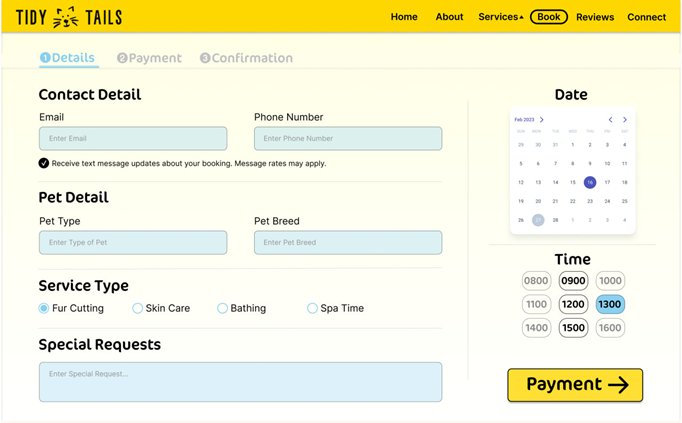 TIDY TAILS
Home About Services Book Reviews Connect
1 Details 2 Payment 3 Confirmation
Contact Detail
Email Phone Number
Enter Email Enter Phone Number
Receive text message updates about your booking. Message rates may apply.
Pet Detail
Pet Type Pet Breed
Enter Type of Pet Enter Pet Breed
Service Type
Fur Cutting Skin Care Bathing Spa Time
Special Requests
Enter Special Request...
Date
Feb 2023
SUN MON TUE WED THU FRI SAT
29 30 31 1 2 3 4
5 6 7 8 9 10 11
12 13 14 15 16 17 18
19 20 21 22 23 24 25
26 27 28 1 2 3 4
Time
0800 0900 1000
1100 1200 1300
1400 1500 1600
Payment